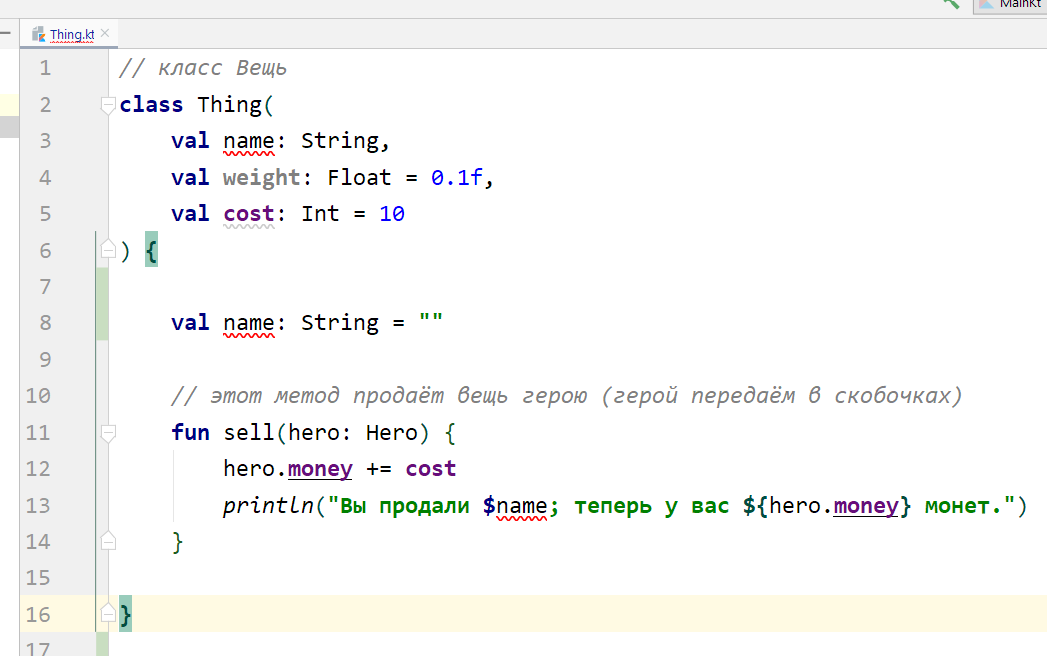 MainKt
Thing.kt
1 // класс Вещь
2 class Thing(
3 val name: String,
4 val weight: Float = 0.1f,
5 val cost: Int = 10
6 ) {
7
8 val name: String = ""
9
10 // этот метод продаёт вещь герою (герой передаём в скобочках)
11 fun sell(hero: Hero) {
12 hero.money += cost
13 println("Вы продали $name; теперь у вас ${hero.money} монет.")
14 }
15
16 }
17